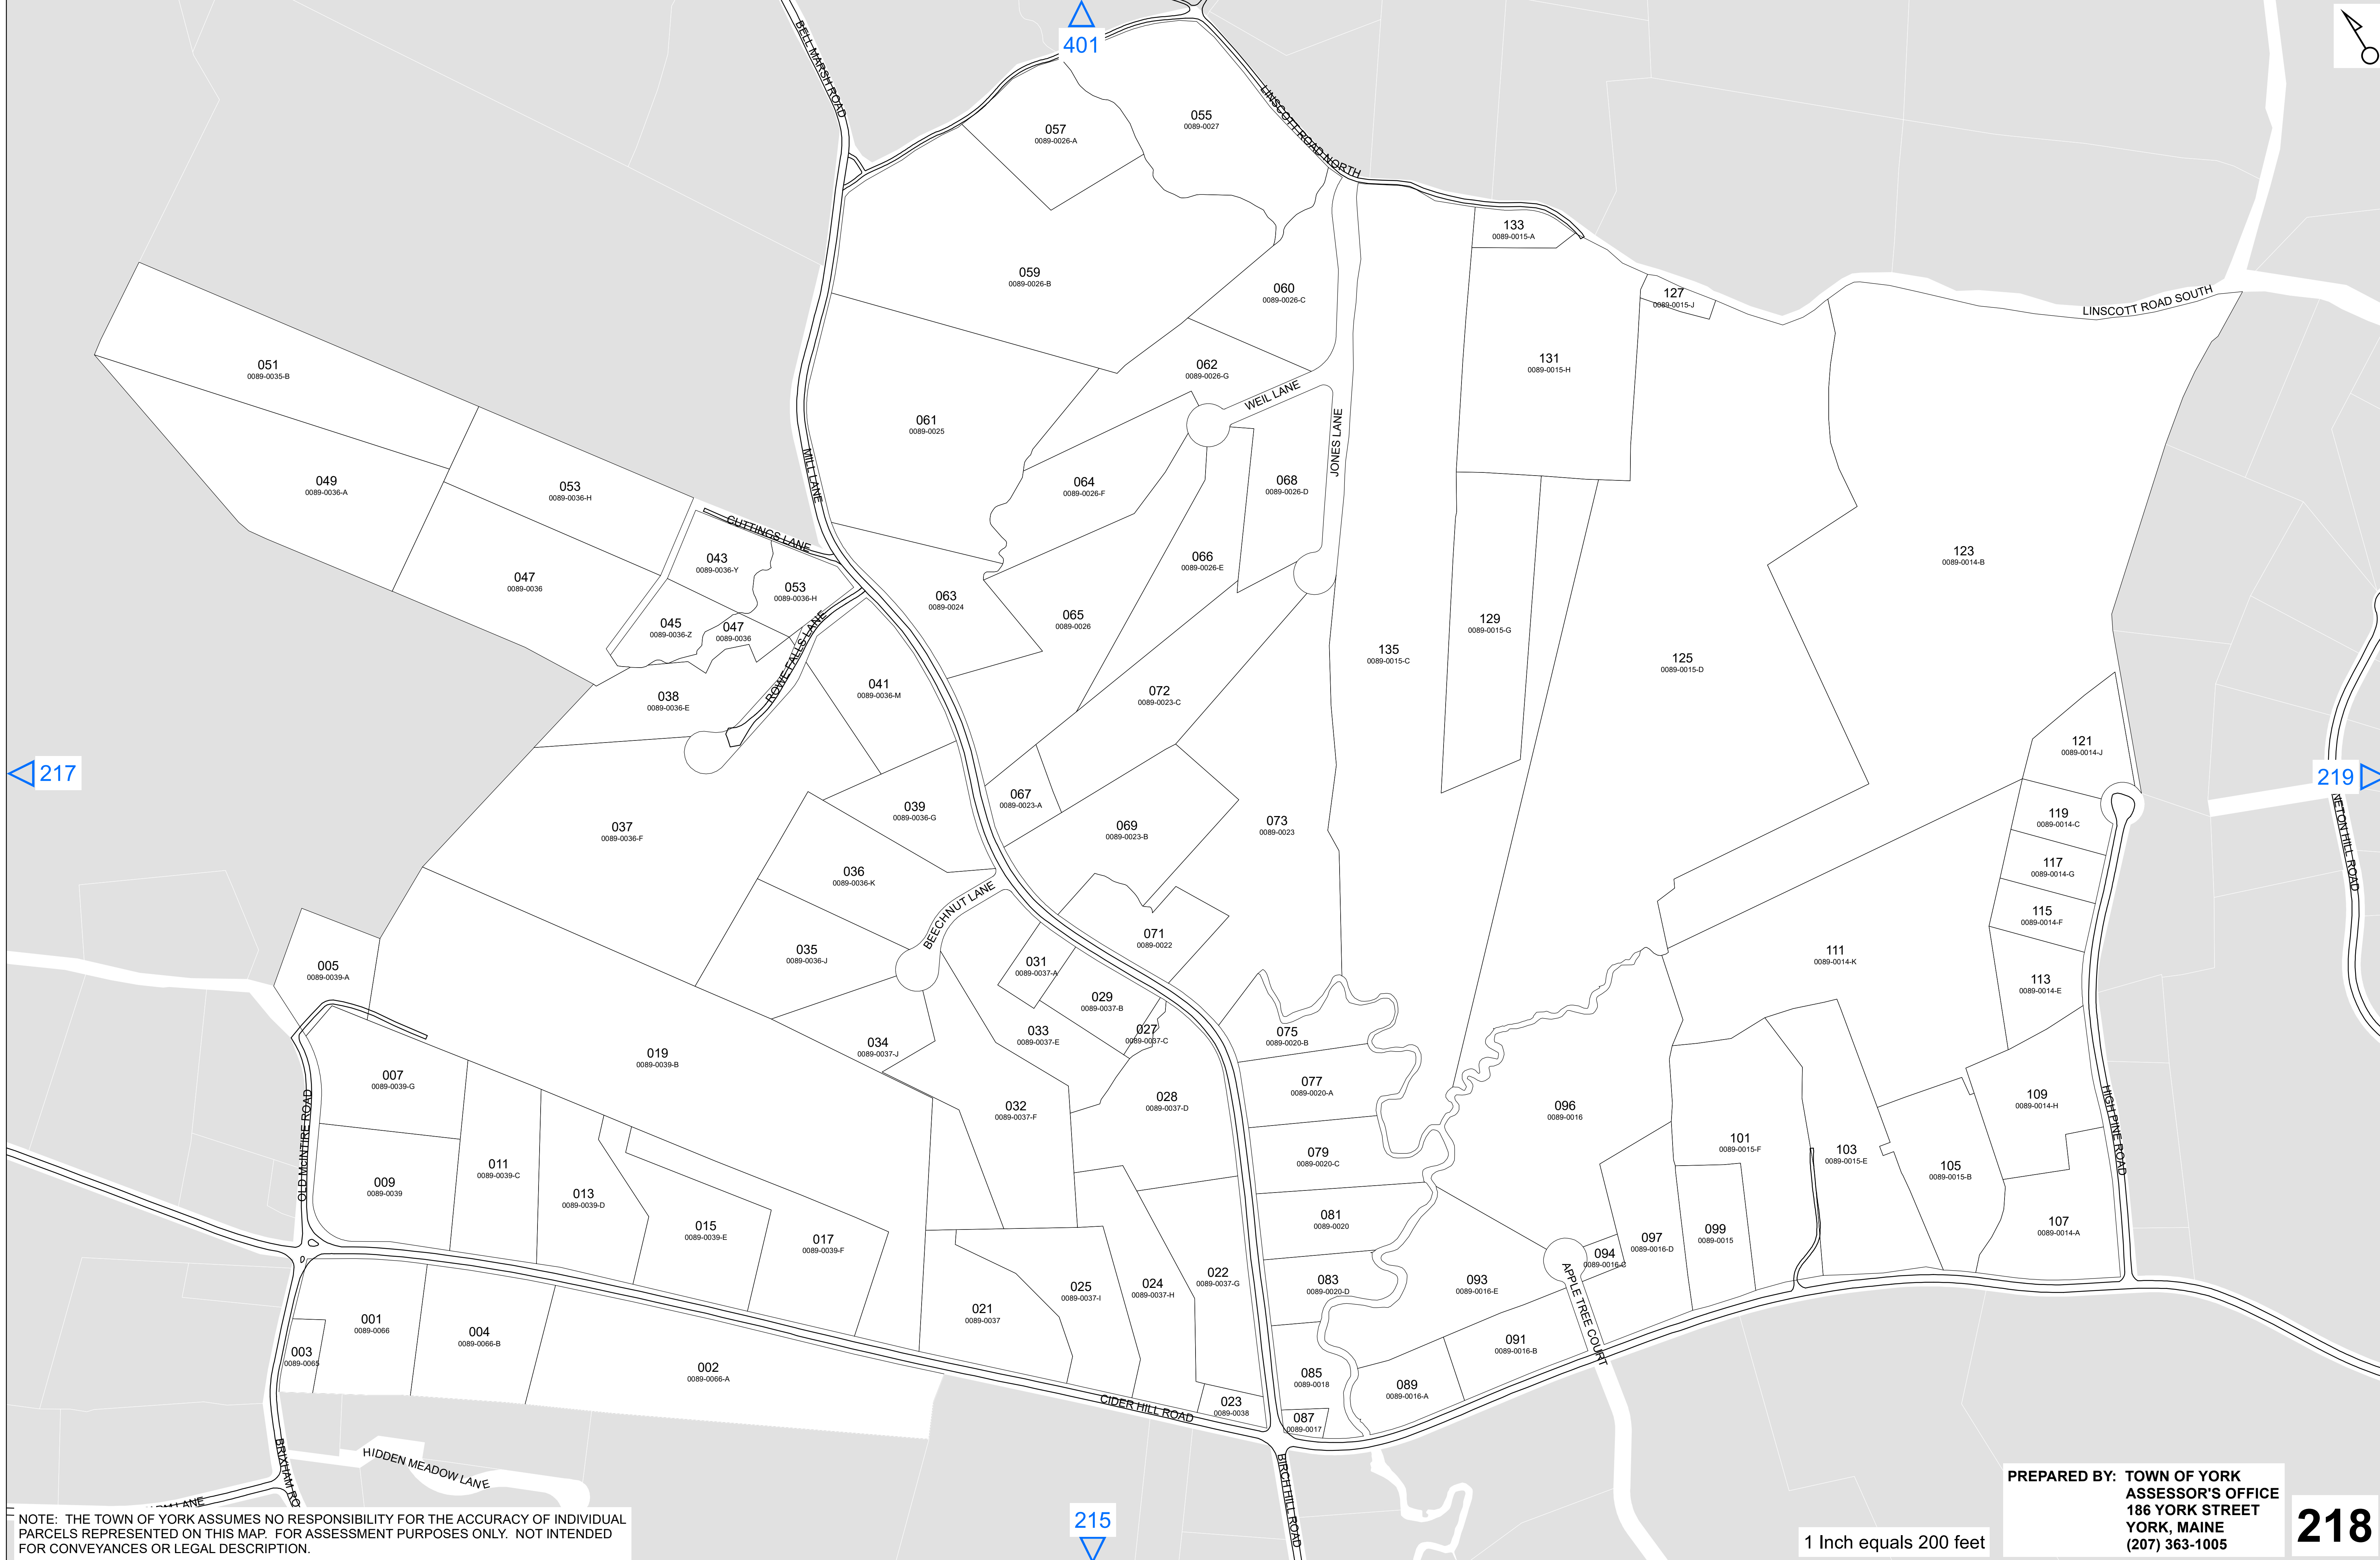 401
BELL MARSH ROAD
LINSCOTT ROAD NORTH
055
0089-0027
057
0089-0026-A
133
0089-0015-A
059
0089-0026-B
060
0089-0026-C
127
0089-0015-J
LINSCOTT ROAD SOUTH
051
0089-0035-B
062
0089-0026-G
131
0089-0015-H
WEIL LANE
JONES LANE
061
0089-0025
MILL LANE
049
0089-0036-A
053
0089-0036-H
064
0089-0026-F
068
0089-0026-D
CUTTINGS LANE
043
0089-0036-Y
053
0089-0036-H
047
0089-0036
066
0089-0026-E
123
0089-0014-B
063
0089-0024
065
0089-0026
129
0089-0015-G
045
0089-0036-Z
047
0089-0036
ROWE FALLS LANE
135
0089-0015-C
125
0089-0015-D
038
0089-0036-E
041
0089-0036-M
072
0089-0023-C
121
0089-0014-J
217
219
NETON HILL ROAD
067
0089-0023-A
039
0089-0036-G
119
0089-0014-C
037
0089-0036-F
069
0089-0023-B
073
0089-0023
117
0089-0014-G
036
0089-0036-K
BEECHNUT LANE
115
0089-0014-F
071
0089-0022
035
0089-0036-J
111
0089-0014-K
005
0089-0039-A
031
0089-0037-A
113
0089-0014-E
029
0089-0037-B
033
0089-0037-E
027
0089-0037-C
075
0089-0020-B
034
0089-0037-J
019
0089-0039-B
007
0089-0039-G
077
0089-0020-A
028
0089-0037-D
032
0089-0037-F
096
0089-0016
109
0089-0014-H
HIGH PINE ROAD
OLD McINTIRE ROAD
101
0089-0015-F
103
0089-0015-E
079
0089-0020-C
105
0089-0015-B
011
0089-0039-C
009
0089-0039
013
0089-0039-D
081
0089-0020
015
0089-0039-E
017
0089-0039-F
107
0089-0014-A
099
0089-0015
097
0089-0016-D
094
0089-0016-C
022
0089-0037-G
083
0089-0020-D
093
0089-0016-E
APPLE TREE COURT
025
0089-0037-I
024
0089-0037-H
021
0089-0037
001
0089-0066
004
0089-0066-B
003
0089-0065
002
0089-0066-A
091
0089-0016-B
085
0089-0018
089
0089-0016-A
023
0089-0038
087
0089-0017
CIDER HILL ROAD
BRIXHAM RO
HIDDEN MEADOW LANE
BIRCH HILL ROAD
LANE
215
NOTE: THE TOWN OF YORK ASSUMES NO RESPONSIBILITY FOR THE ACCURACY OF INDIVIDUAL
PARCELS REPRESENTED ON THIS MAP. FOR ASSESSMENT PURPOSES ONLY. NOT INTENDED
FOR CONVEYANCES OR LEGAL DESCRIPTION.
1 Inch equals 200 feet
PREPARED BY: TOWN OF YORK
ASSESSOR'S OFFICE
186 YORK STREET
YORK, MAINE
(207) 363-1005
218